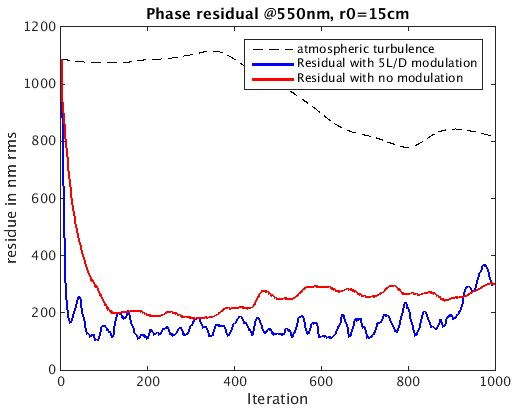 Phase residual @550nm, r0=15cm
1200
1000
800
600
400
200
0
residue in nm rms
atmospheric turbulence
Residual with 5L/D modulation
Residual with no modulation
0 200 400 600 800 1000
Iteration